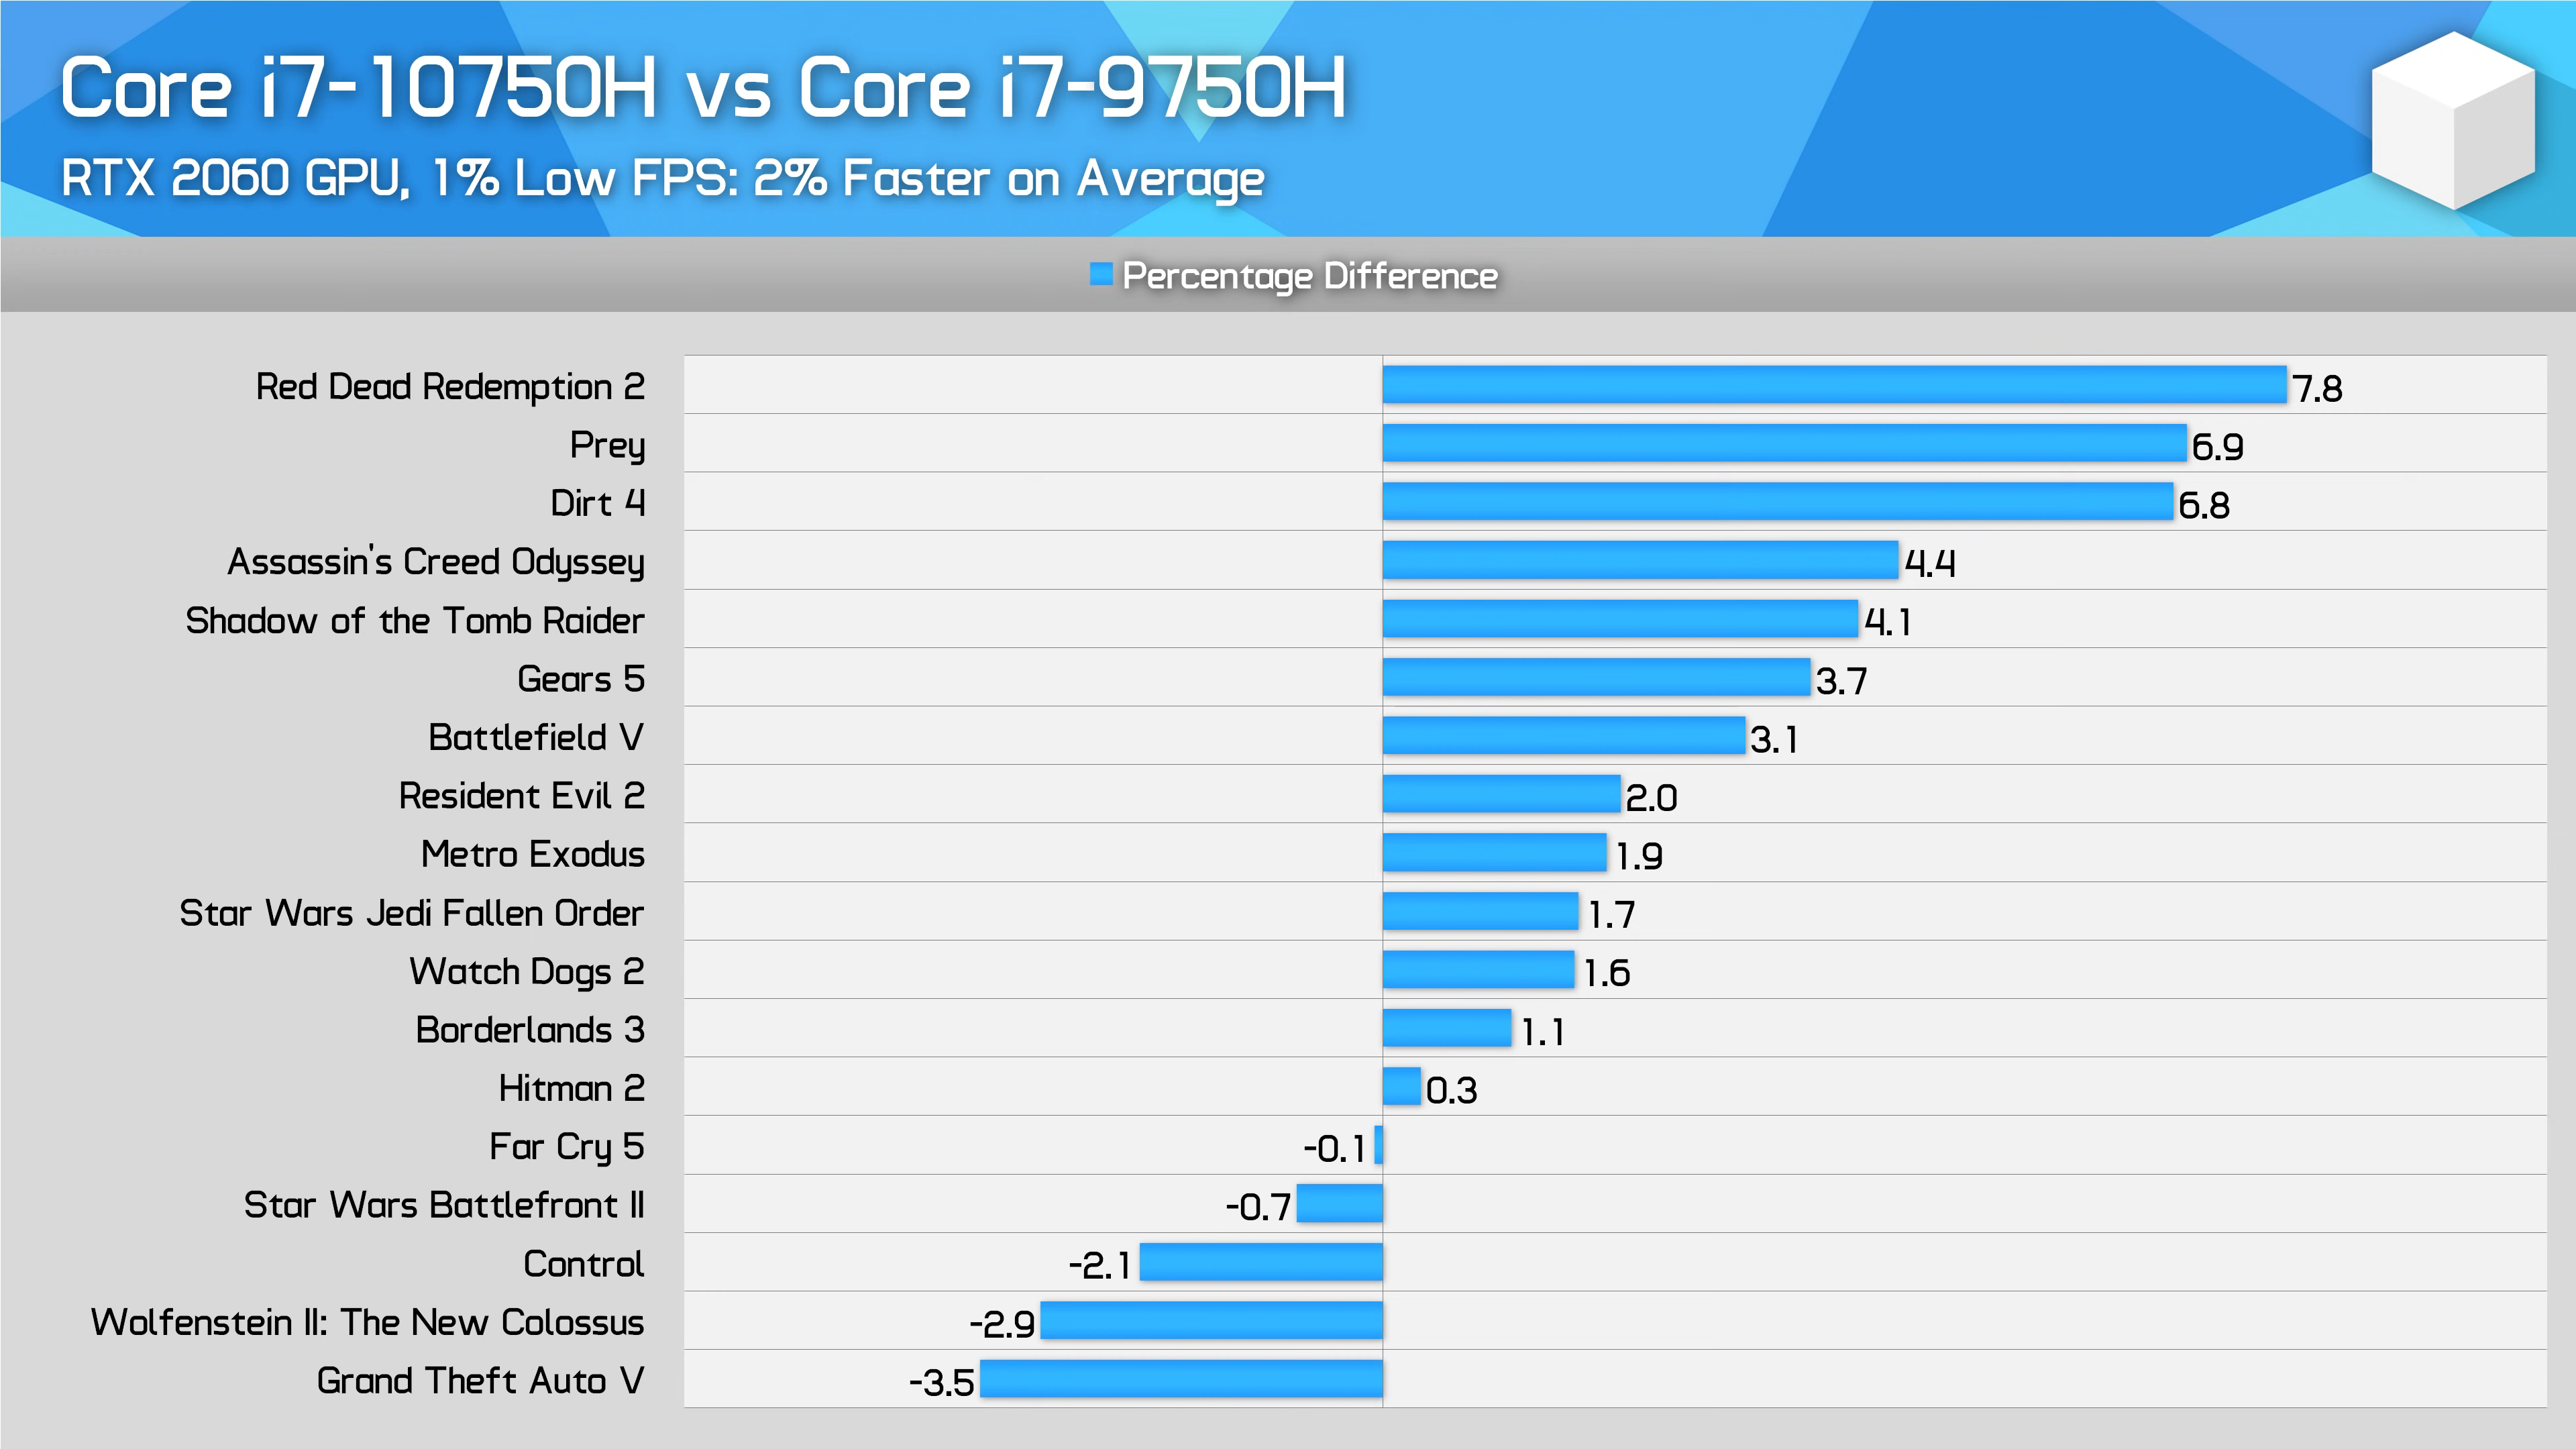 Core i7-10750H vs Core i7-9750H
RTX 2060 GPU, 1% Low FPS: 2% Faster on Average
Percentage Difference
Red Dead Redemption 2 7.8
Prey 6.9
Dirt 4 6.8
Assassin's Creed Odyssey 4.4
Shadow of the Tomb Raider 4.1
Gears 5 3.7
Battlefield V 3.1
Resident Evil 2 2.0
Metro Exodus 1.9
Star Wars Jedi Fallen Order 1.7
Watch Dogs 2 1.6
Borderlands 3 1.1
Hitman 2 0.3
Far Cry 5 -0.1
Star Wars Battlefront II -0.7
Control -2.1
Wolfenstein II: The New Colossus -2.9
Grand Theft Auto V -3.5